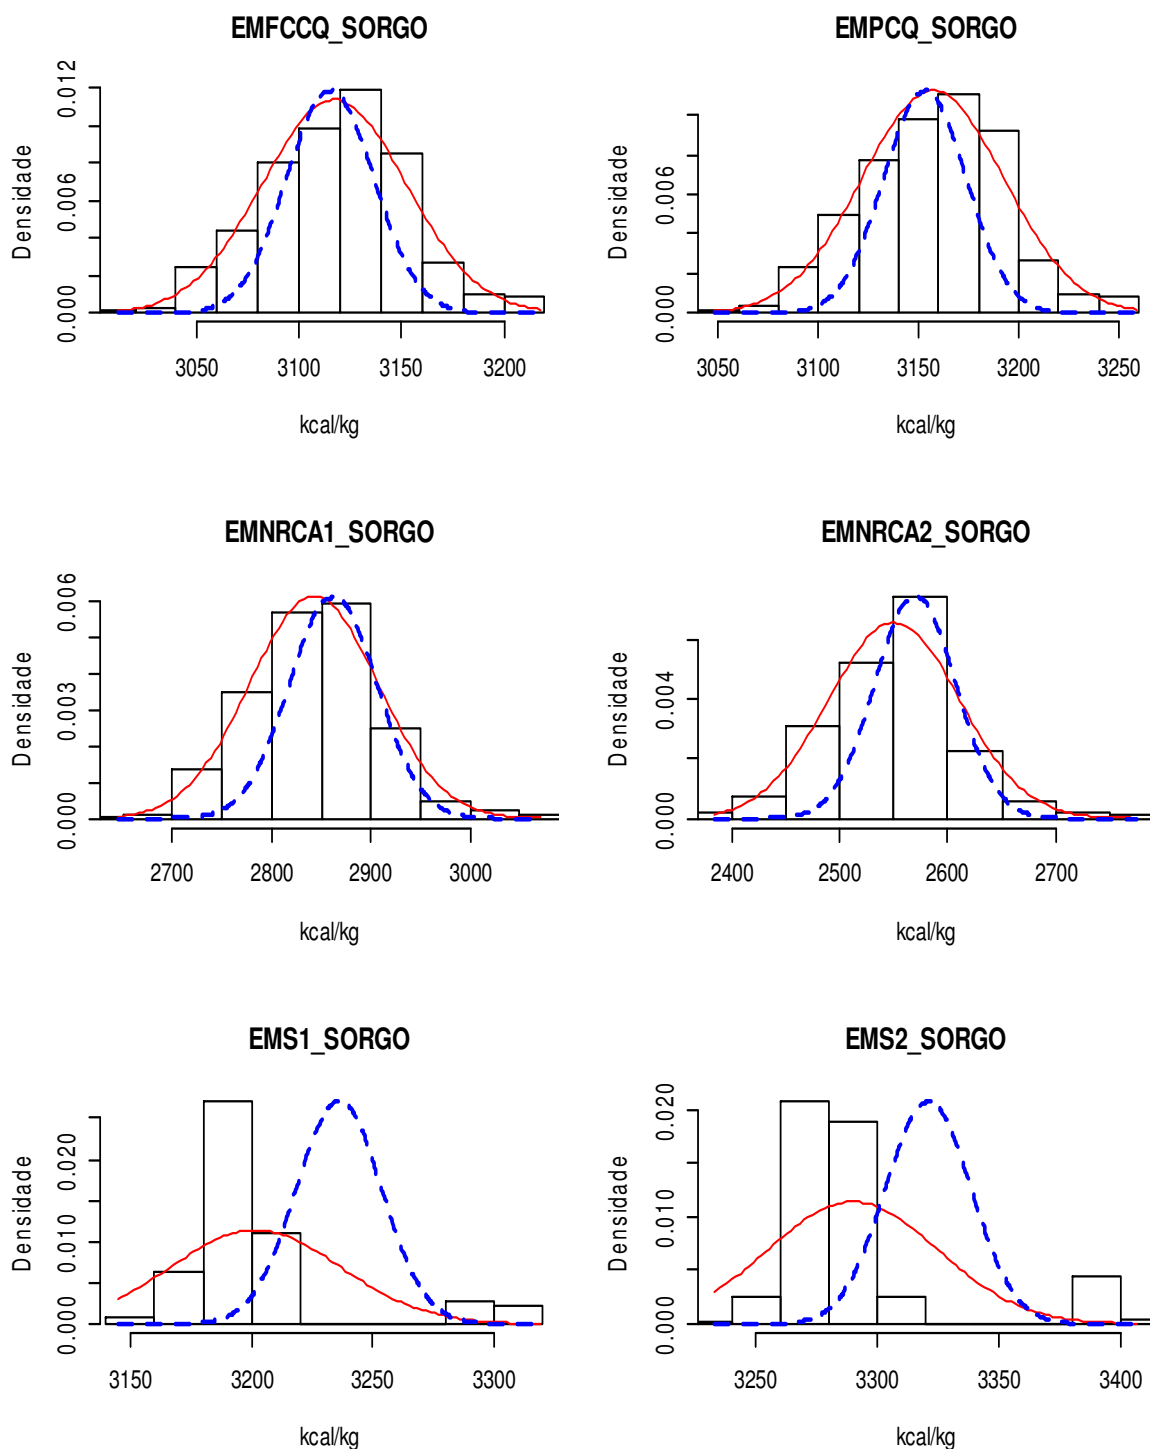 EMFCCQ_SORGO
Densidade
0.000 0.006 0.012
3050 3100 3150 3200
kcal/kg
EMPCQ_SORGO
Densidade
0.000 0.006
3050 3100 3150 3200 3250
kcal/kg
EMNRCA1_SORGO
Densidade
0.000 0.003 0.006
2700 2800 2900 3000
kcal/kg
EMNRCA2_SORGO
Densidade
0.000 0.004
2400 2500 2600 2700
kcal/kg
EMS1_SORGO
Densidade
0.000 0.010 0.020
3150 3200 3250 3300
kcal/kg
EMS2_SORGO
Densidade
0.000 0.010 0.020
3250 3300 3350 3400
kcal/kg